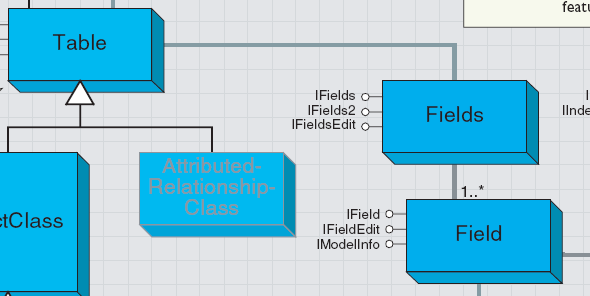 featu
Table
IFields
IFields2
IFieldsEdit
Fields
I
IInde
Attributed-
Relationship-
Class
ctClass
1..*
IField
IFieldEdit
IModelInfo
Field